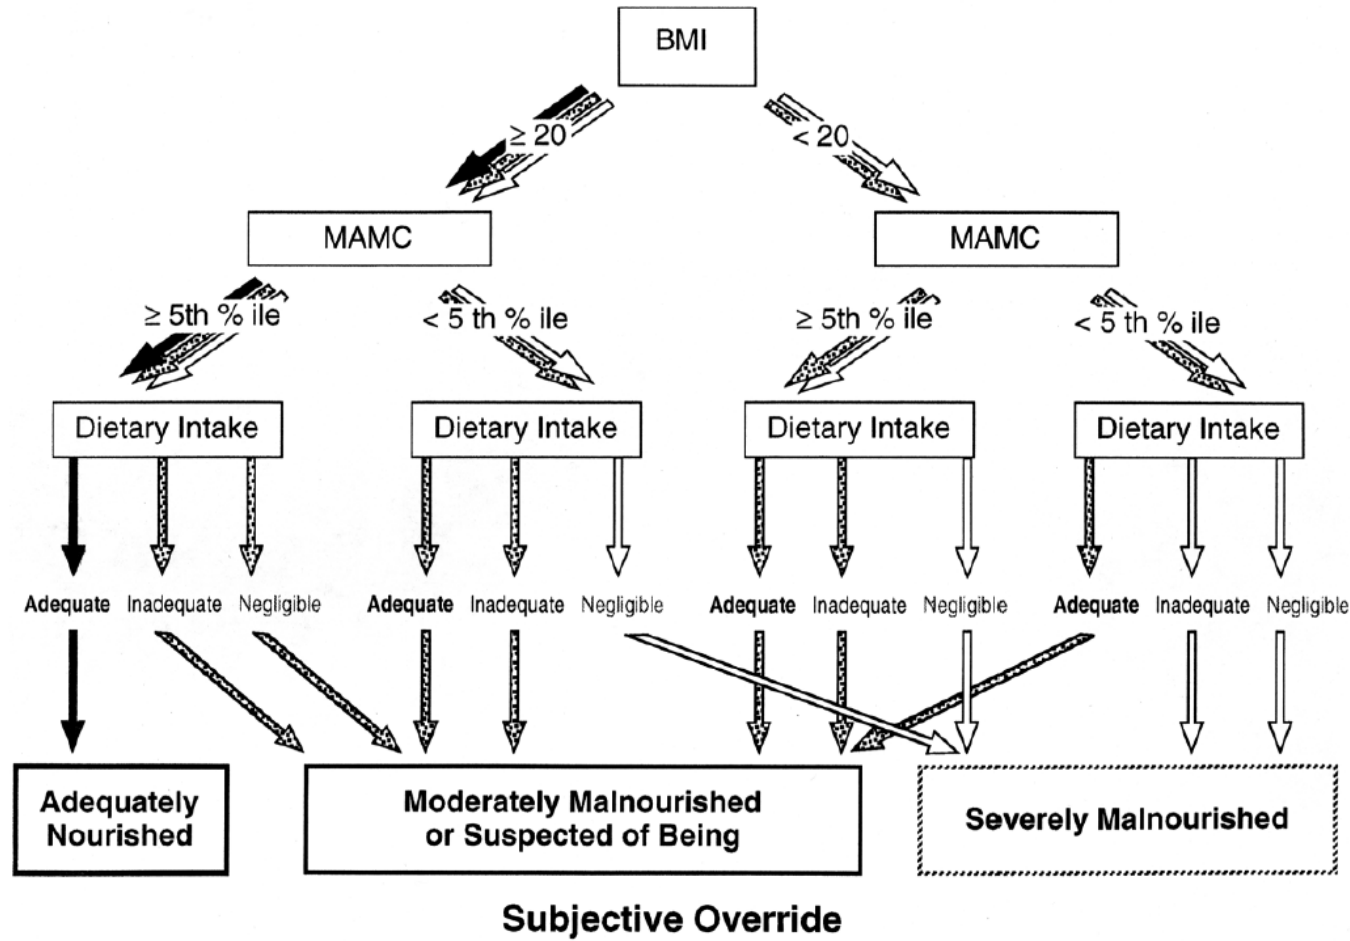 BMI
≥ 20
< 20
MAMC
MAMC
≥ 5th % ile
< 5 th % ile
≥ 5th % ile
< 5 th % ile
Dietary Intake
Dietary Intake
Dietary Intake
Dietary Intake
Adequate Inadequate Negligible
Adequate Inadequate Negligible
Adequate Inadequate Negligible
Adequate Inadequate Negligible
Adequately
Nourished
Moderately Malnourished
or Suspected of Being
Severely Malnourished
Subjective Override